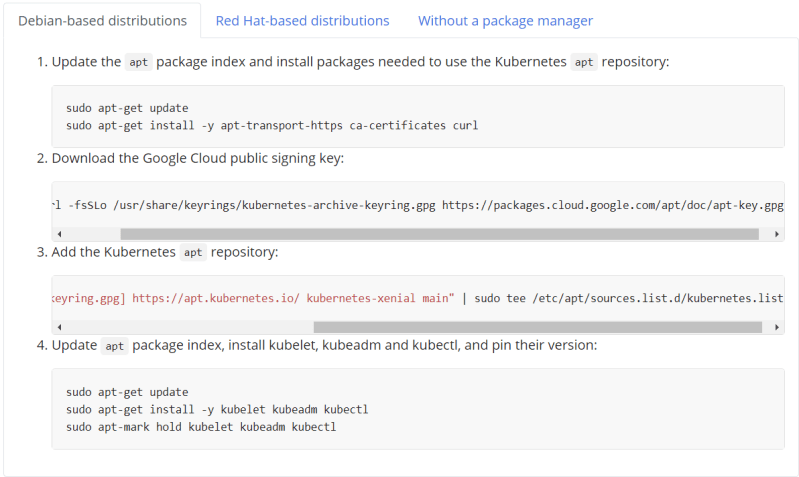 Debian-based distributions Red Hat-based distributions Without a package manager
1. Update the apt package index and install packages needed to use the Kubernetes apt repository:
sudo apt-get update
sudo apt-get install -y apt-transport-https ca-certificates curl
2. Download the Google Cloud public signing key:
rl -fsSLo /usr/share/keyrings/kubernetes-archive-keyring.gpg https://packages.cloud.google.com/apt/doc/apt-key.gpg
3. Add the Kubernetes apt repository:
keyring.gpg] https://apt.kubernetes.io/ kubernetes-xenial main" | sudo tee /etc/apt/sources.list.d/kubernetes.list
4. Update apt package index, install kubelet, kubeadm and kubectl, and pin their version:
sudo apt-get update
sudo apt-get install -y kubelet kubeadm kubectl
sudo apt-mark hold kubelet kubeadm kubectl